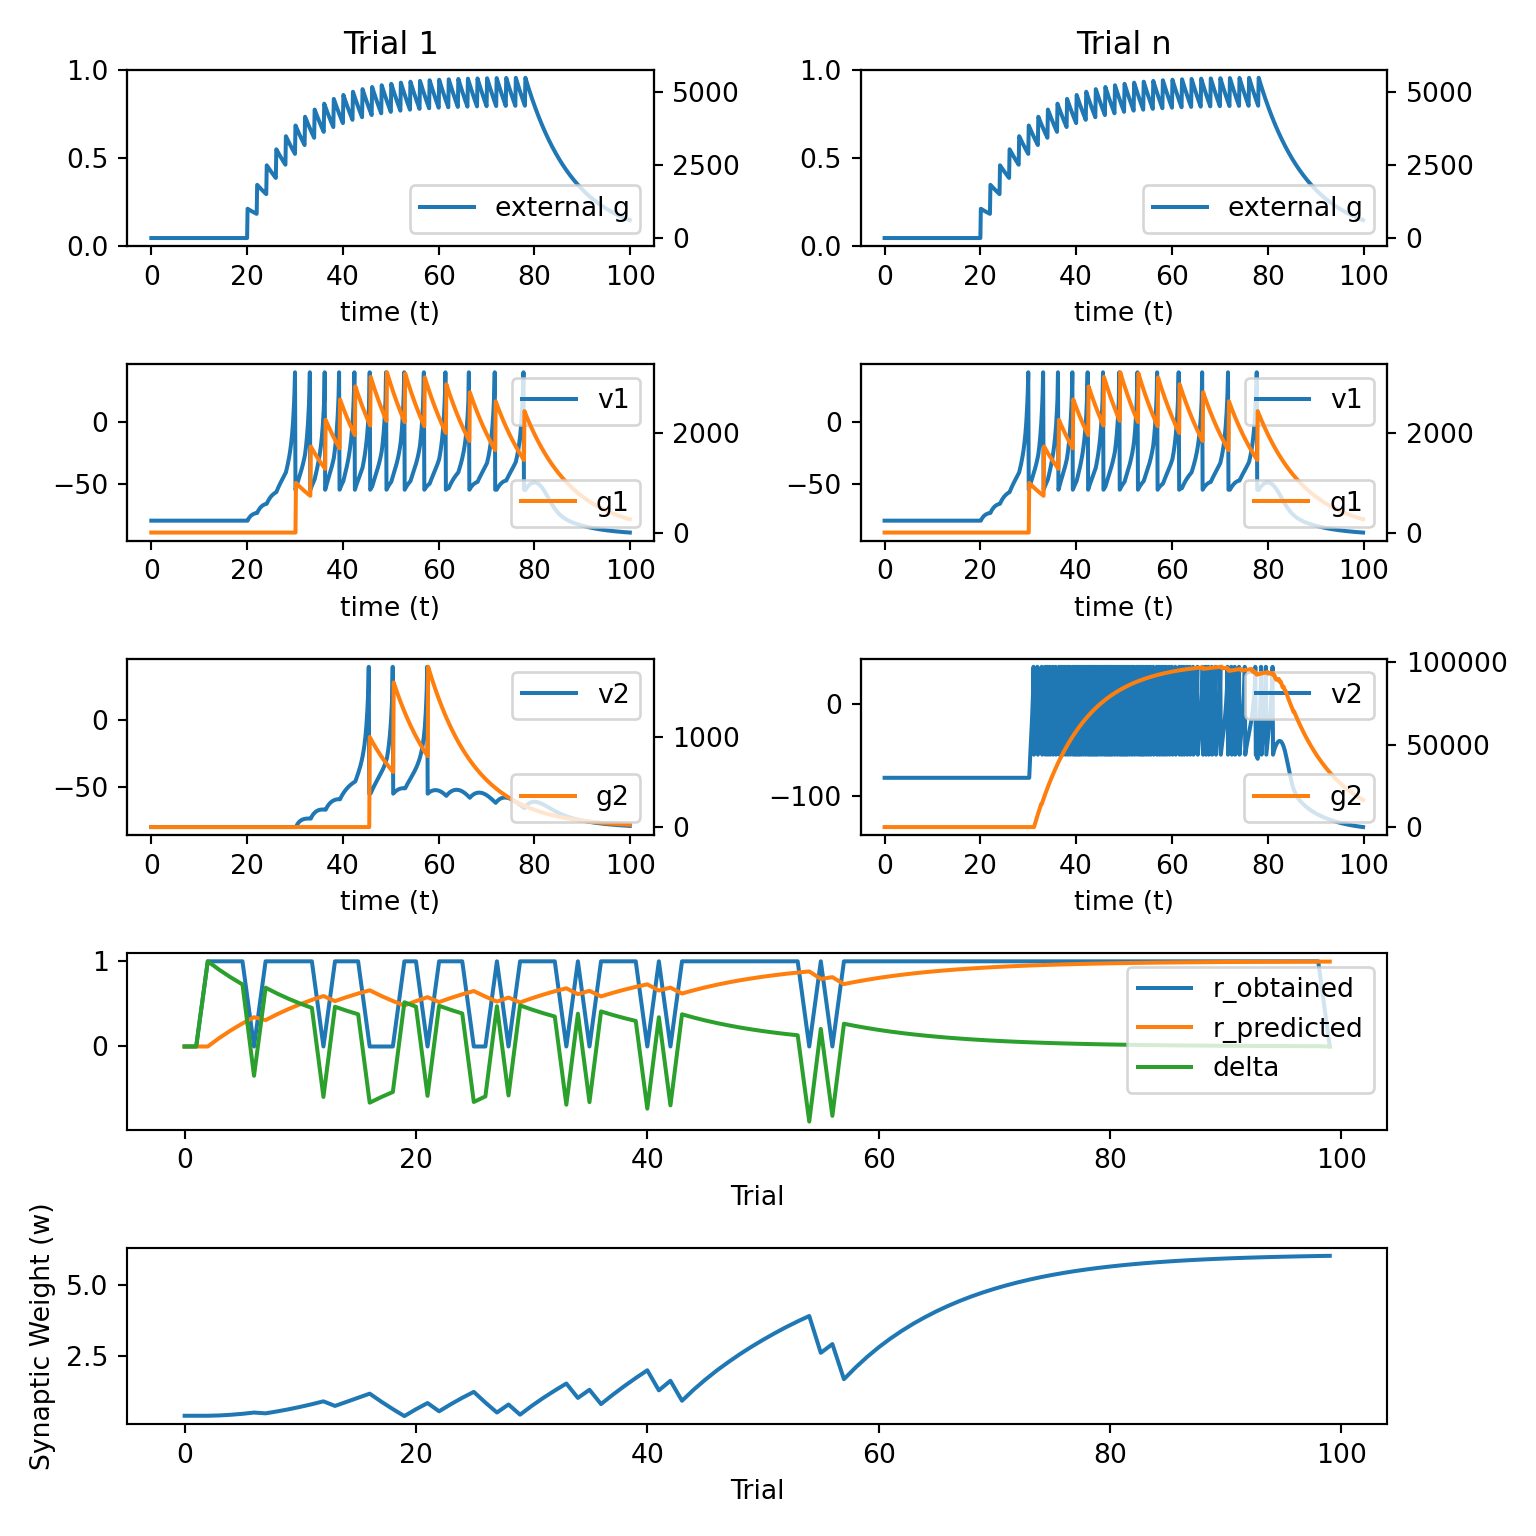 Trial 1
Trial n
1.0
0.5
0.0
5000
2500
0
external g
0 20 40 60 80 100
time (t)
1.0
0.5
0.0
5000
2500
0
external g
0 20 40 60 80 100
time (t)
0
−50
2000
0
v1
g1
0 20 40 60 80 100
time (t)
0
−50
2000
0
v1
g1
0 20 40 60 80 100
time (t)
0
−50
1000
0
v2
g2
0 20 40 60 80 100
time (t)
0
−100
100000
50000
0
v2
g2
0 20 40 60 80 100
time (t)
1
0
r_obtained
r_predicted
delta
0 20 40 60 80 100
Trial
Synaptic Weight (w)
5.0
2.5
0 20 40 60 80 100
Trial